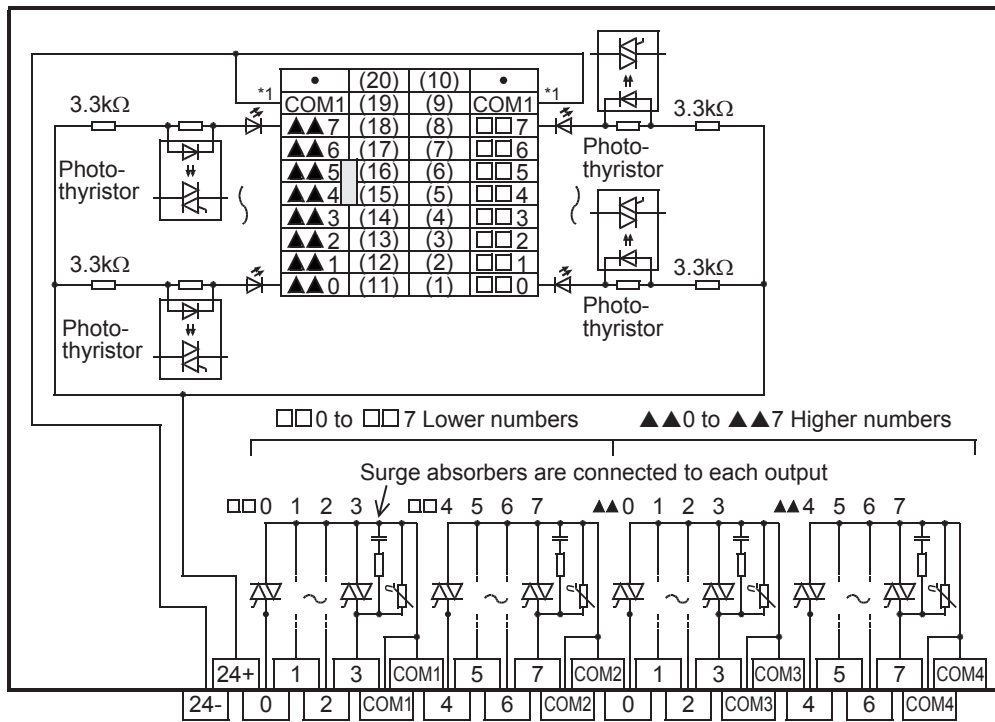 • (20) (10) •
*1 COM1 (19) (9) COM1 *1
3.3kΩ ▲▲7 (18) (8) □□7 3.3kΩ
Photo-
thyristor
▲▲6 (17) (7) □□6
Photo-
thyristor
▲▲5 (16) (6) □□5
▲▲4 (15) (5) □□4
▲▲3 (14) (4) □□3
▲▲2 (13) (3) □□2
3.3kΩ ▲▲1 (12) (2) □□1 3.3kΩ
▲▲0 (11) (1) □□0
Photo-
thyristor
Photo-
thyristor
□□0 to □□7 Lower numbers ▲▲0 to ▲▲7 Higher numbers
Surge absorbers are connected to each output
□□0 1 2 3 □□4 5 6 7 ▲▲0 1 2 3 ▲▲4 5 6 7
24+ 1 3 COM1 5 7 COM2 1 3 COM3 5 7 COM4
24- 0 2 COM1 4 6 COM2 0 2 COM3 4 6 COM4